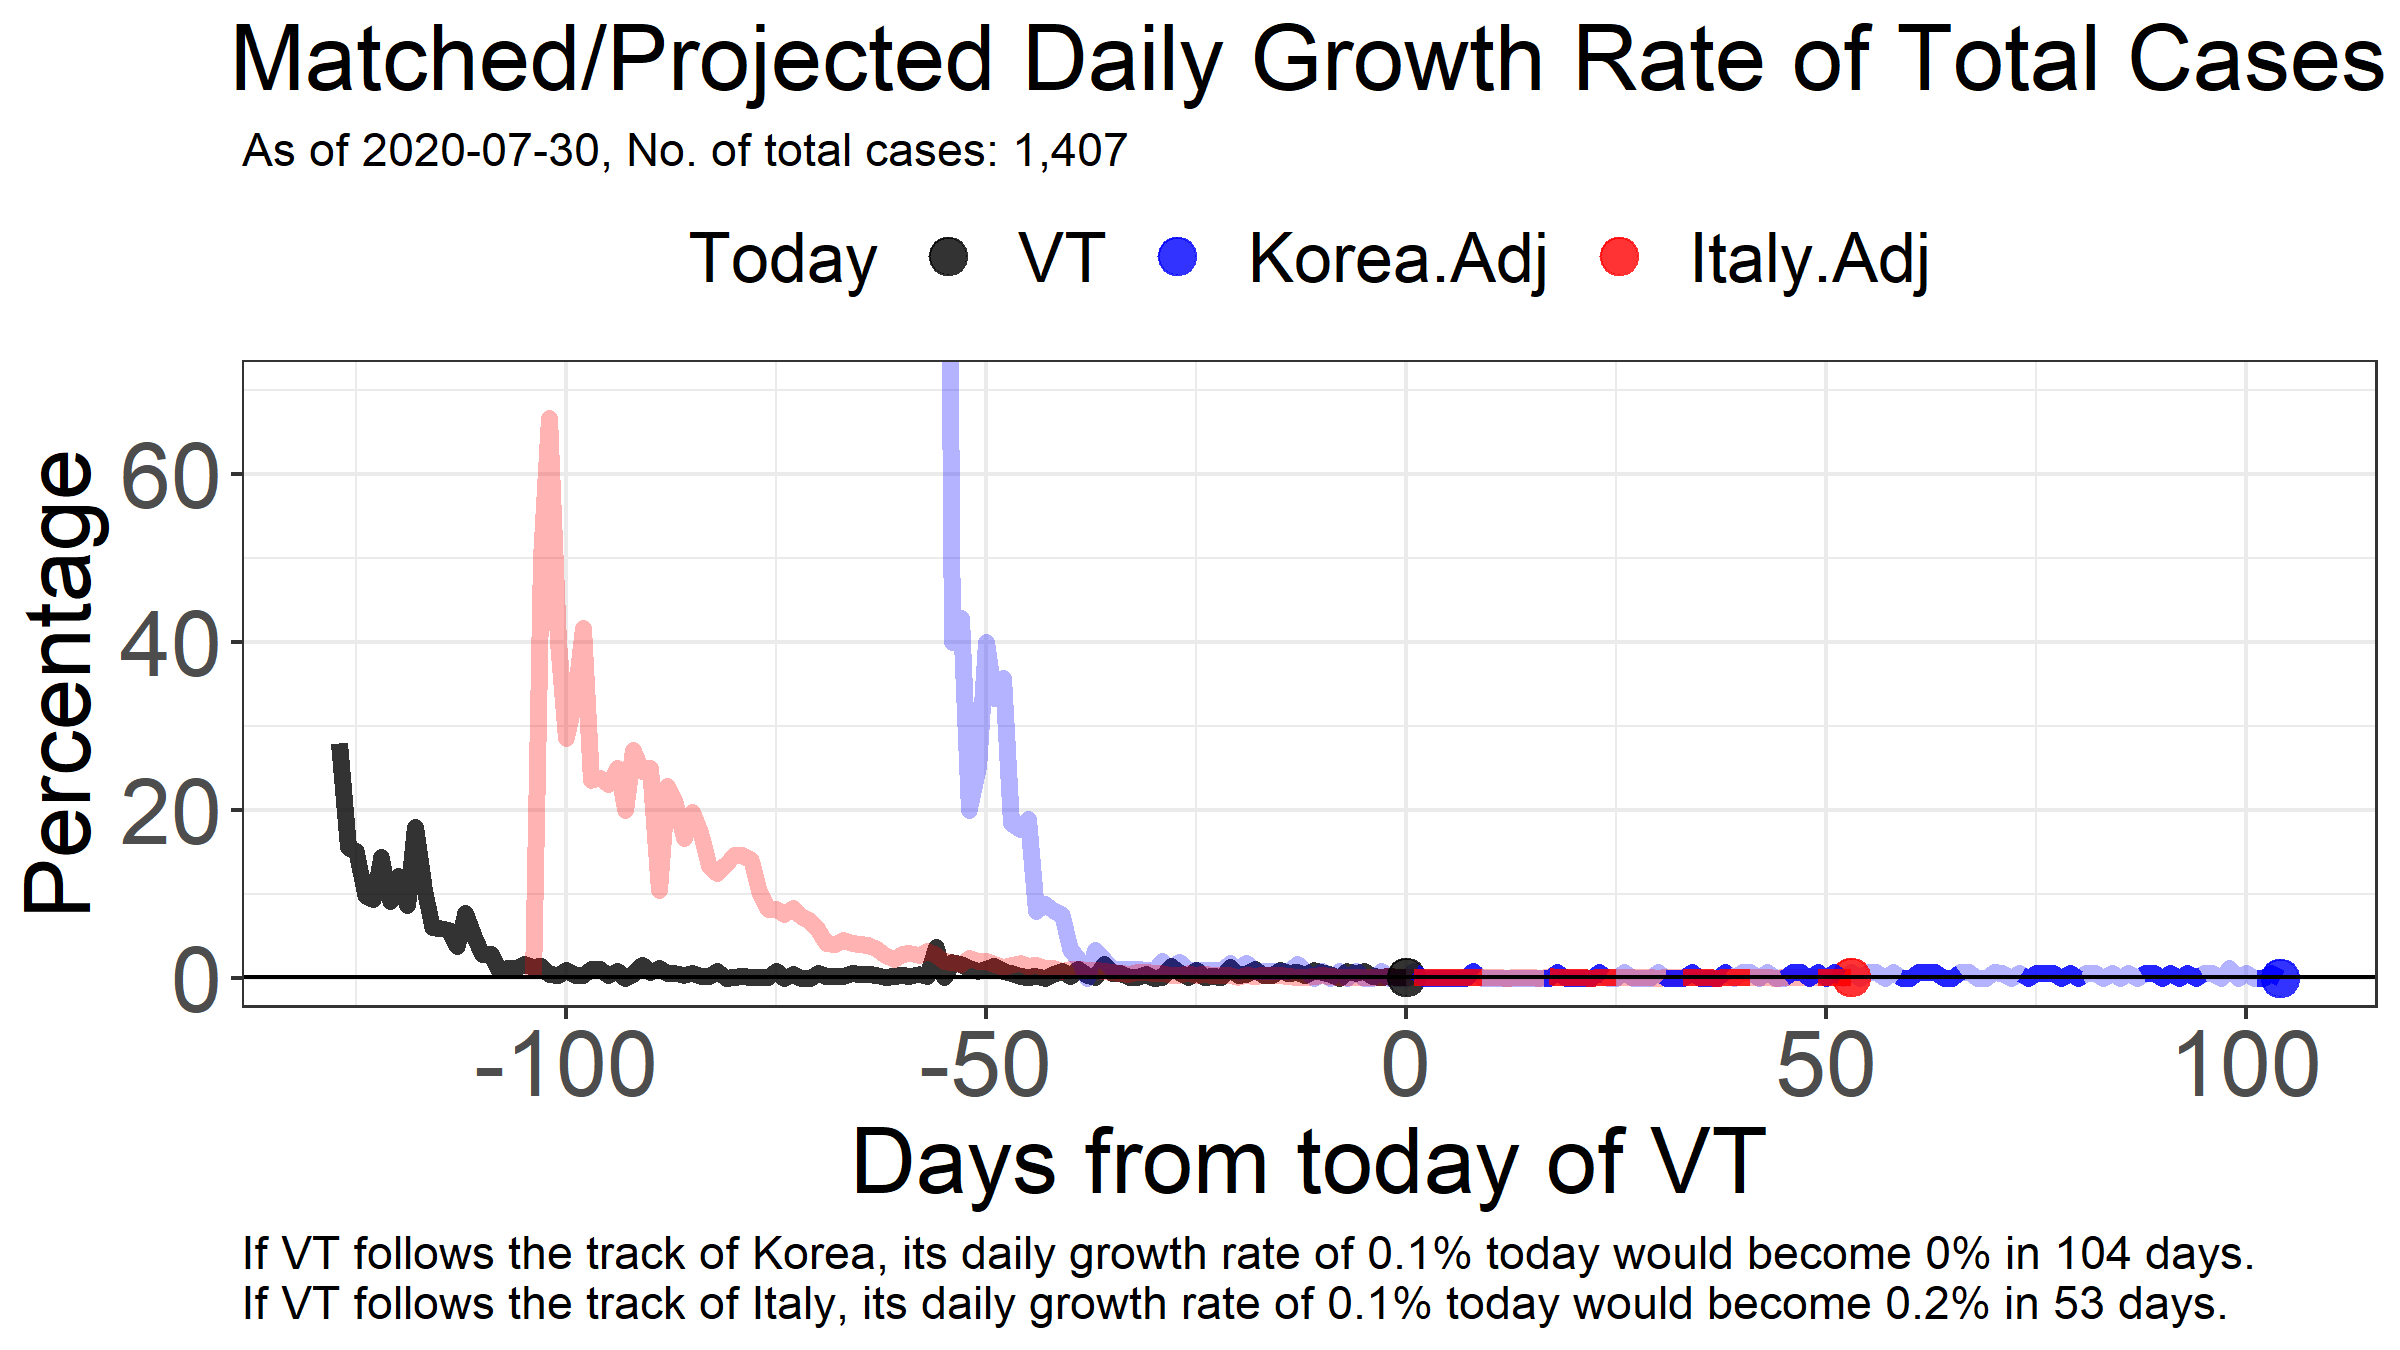 Matched/Projected Daily Growth Rate of Total Cases
As of 2020-07-30, No. of total cases: 1,407
Today VT Korea.Adj Italy.Adj
Percentage
60
40
20
0
-100 -50 0 50 100
Days from today of VT
If VT follows the track of Korea, its daily growth rate of 0.1% today would become 0% in 104 days.
If VT follows the track of Italy, its daily growth rate of 0.1% today would become 0.2% in 53 days.